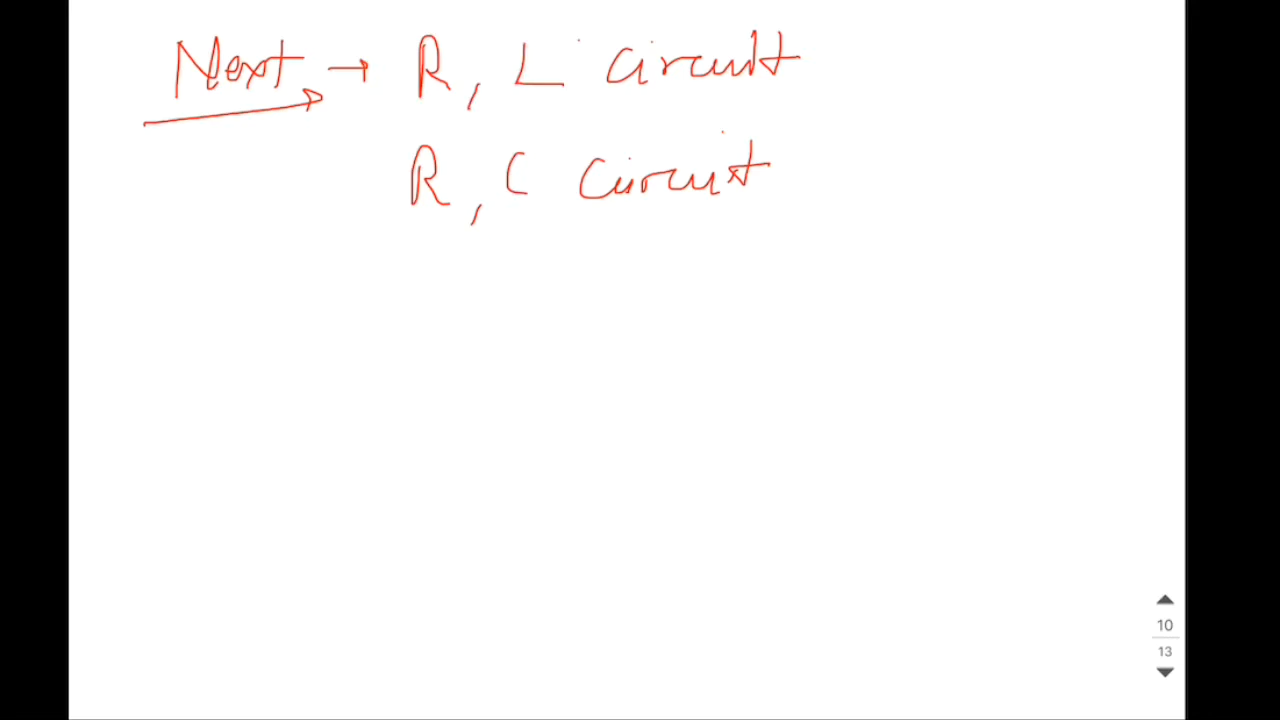 Next → R, L circuit
R, C circuit
10
13